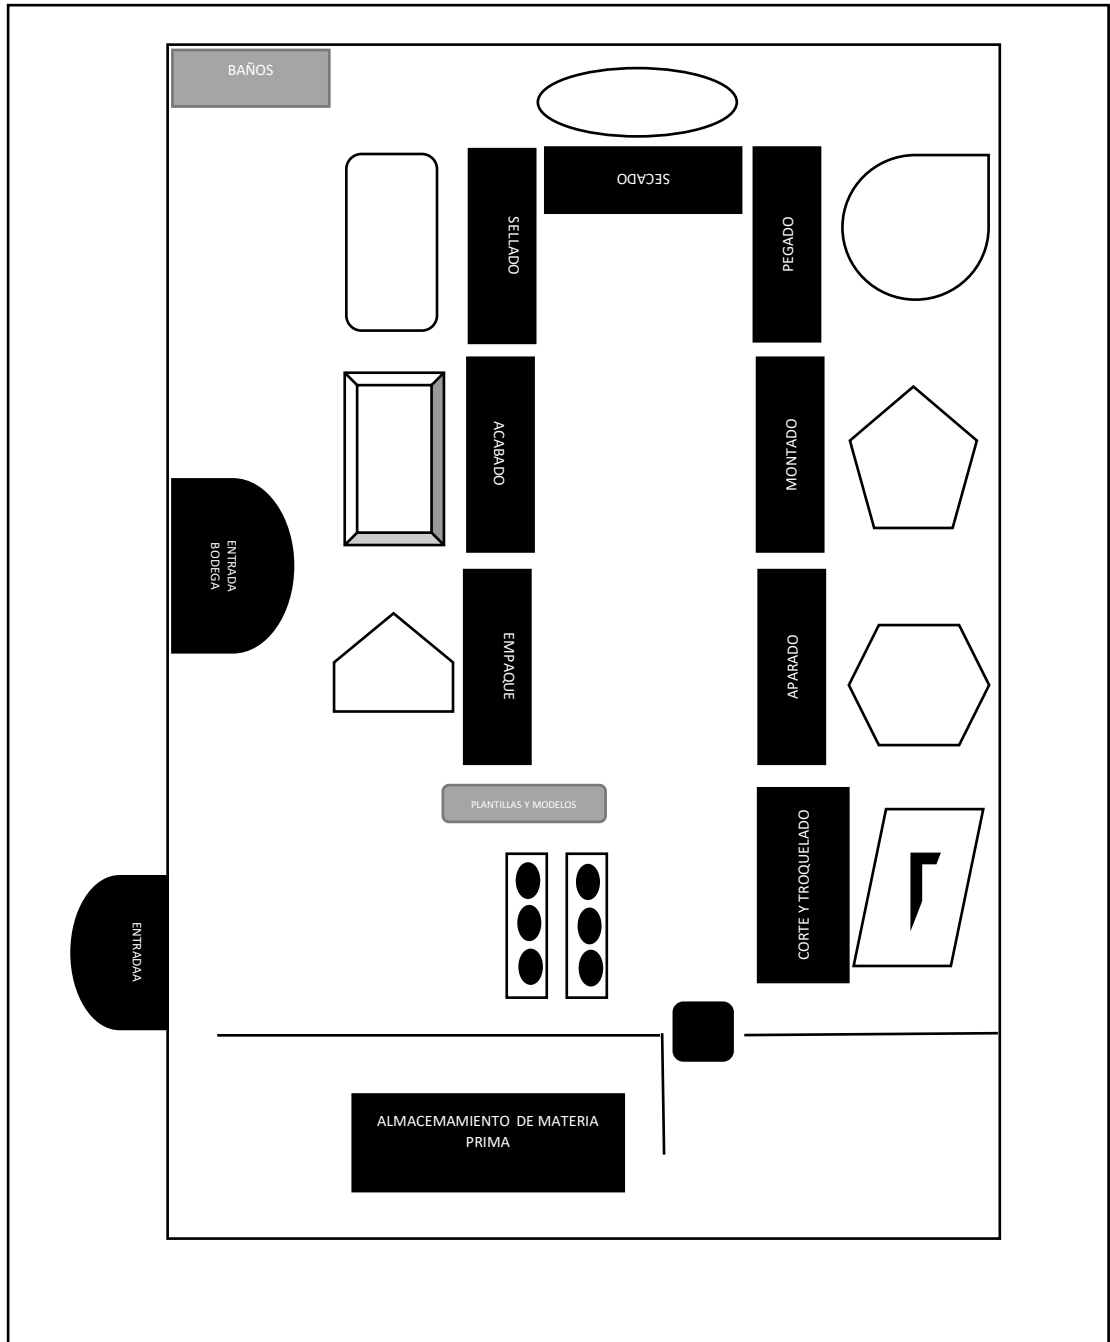 BAÑOS
SECADO
SELLADO
PEGADO
ACABADO
MONTADO
ENTRADA
BODEGA
EMPAQUE
APARADO
PLANTILLAS Y MODELOS
CORTE Y TROQUELADO
ENTRADAA
ALMACEMAMIENTO DE MATERIA
PRIMA